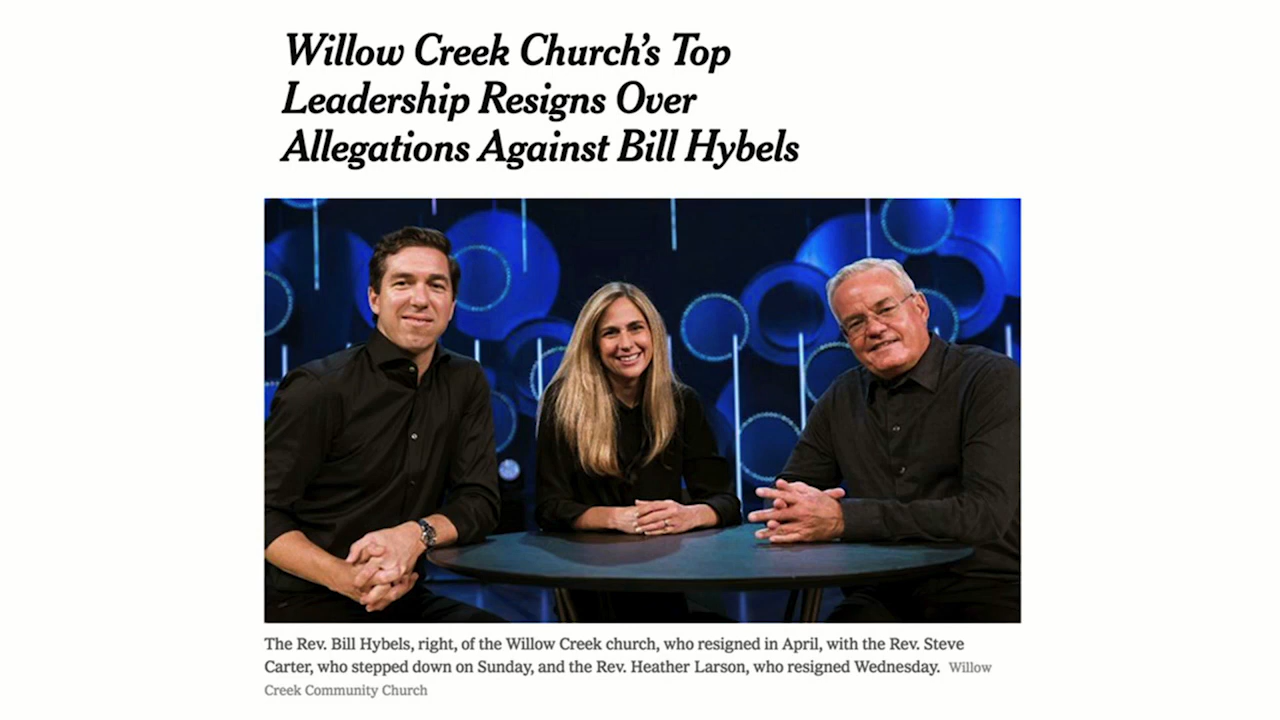 Willow Creek Church’s Top
Leadership Resigns Over
Allegations Against Bill Hybels
The Rev. Bill Hybels, right, of the Willow Creek church, who resigned in April, with the Rev. Steve
Carter, who stepped down on Sunday, and the Rev. Heather Larson, who resigned Wednesday. Willow
Creek Community Church